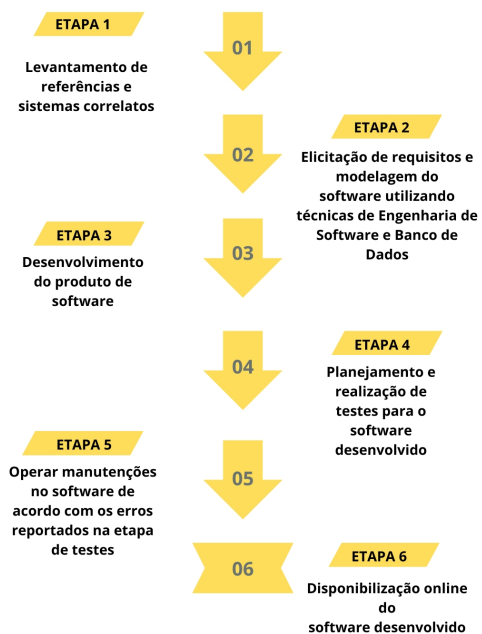 ETAPA 1
01
Levantamento de
referências e
sistemas correlatos
ETAPA 2
02
Elicitação de requisitos e
modelagem do
software utilizando
técnicas de Engenharia de
Software e Banco de
Dados
ETAPA 3
03
Desenvolvimento
do produto de
software
ETAPA 4
04
Planejamento e
realização de
testes para o
software
desenvolvido
ETAPA 5
05
Operar manutenções
no software de
acordo com os erros
reportados na etapa
de testes
06
ETAPA 6
Disponibilização online
do
software desenvolvido